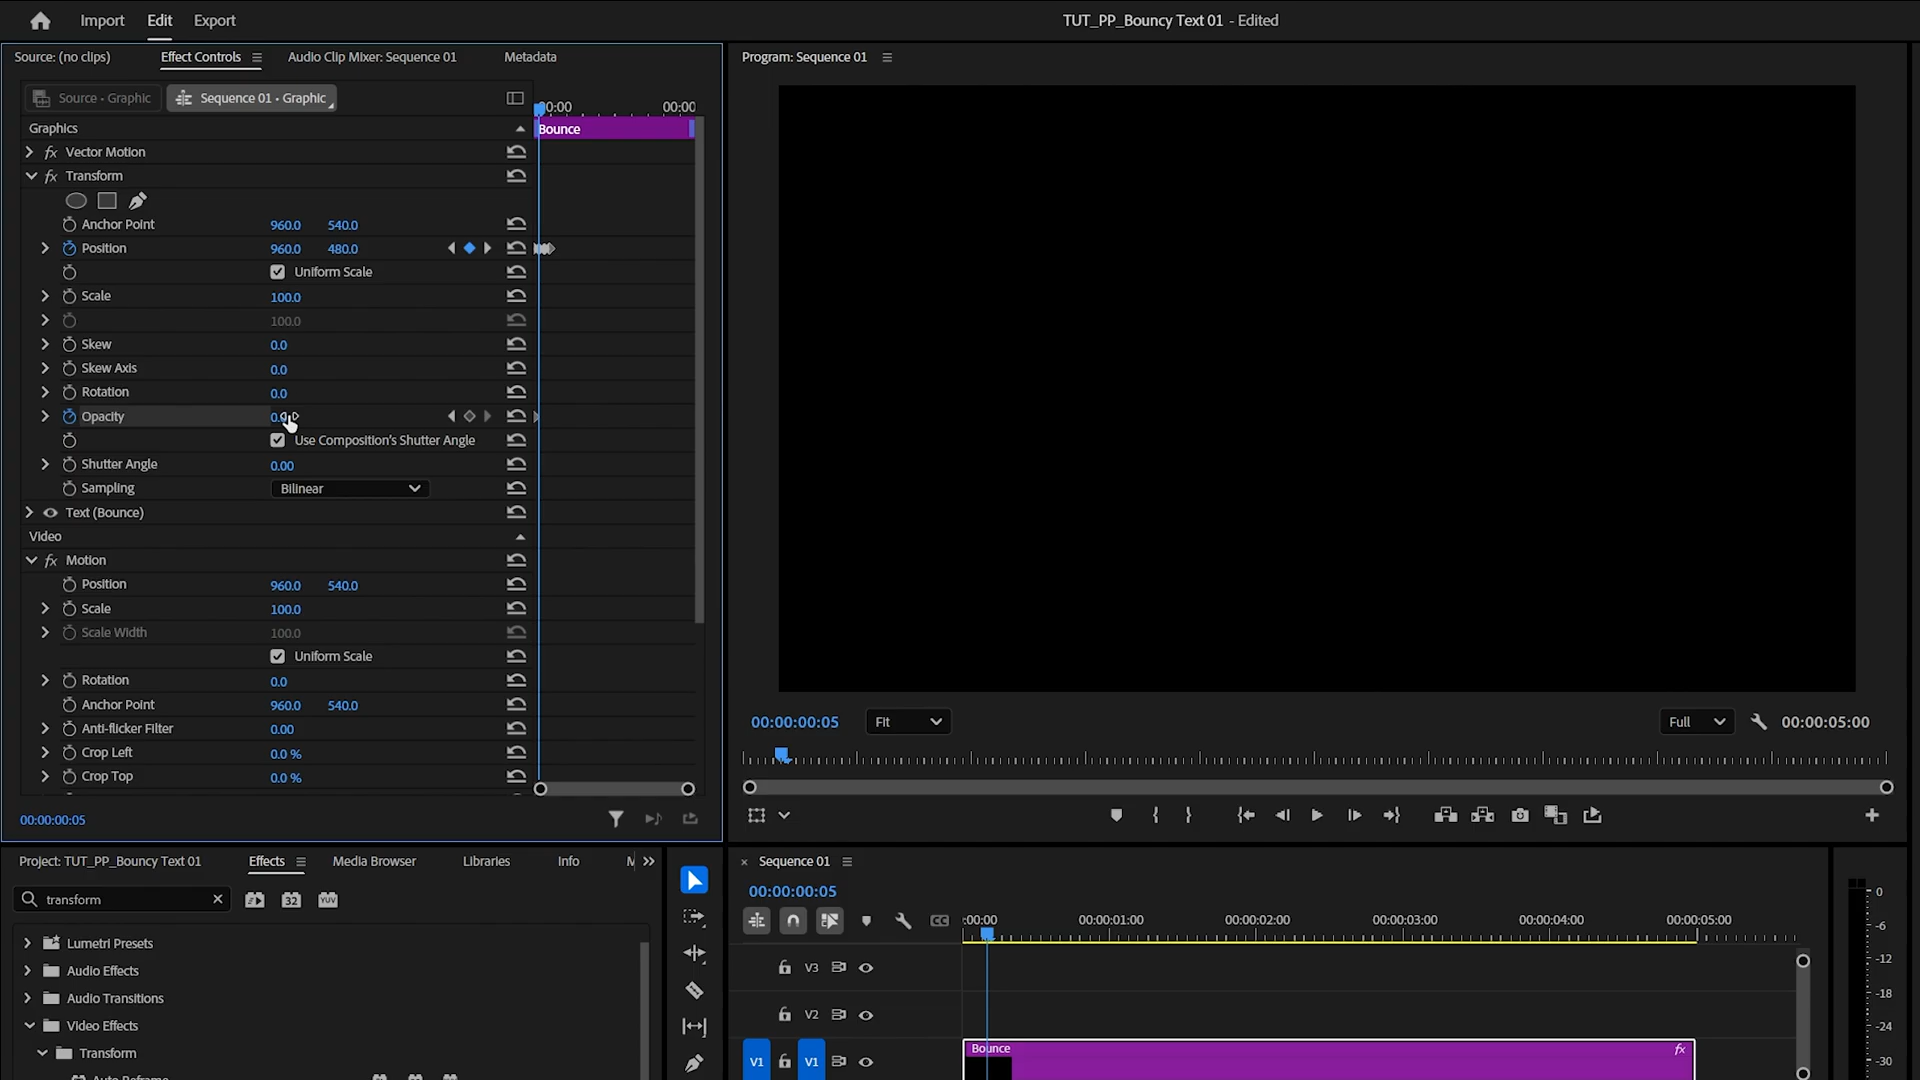 Import Edit Export TUT_PP_Bouncy Text 01 - Edited
Source: (no clips) Effect Controls Audio Clip Mixer: Sequence 01 Metadata
Program: Sequence 01
Source • Graphic Sequence 01 • Graphic
00:00 00:00
Graphics
Bounce
fx Vector Motion
fx Transform
Anchor Point 960.0 540.0
Position 960.0 480.0
Uniform Scale
Scale 100.0
100.0
Skew 0.0
Skew Axis 0.0
Rotation 0.0
Opacity
Use Composition's Shutter Angle
Shutter Angle 0.00
Sampling Bilinear
Text (Bounce)
Video
fx Motion
Position 960.0 540.0
Scale 100.0
Scale Width 100.0
Uniform Scale
Rotation 0.0
Anchor Point 960.0 540.0
Anti-flicker Filter 0.00
Crop Left 0.0 %
Crop Top 0.0 %
00:00:00:05
00:00:00:05 Fit Full 00:00:05:00
Project: TUT_PP_Bouncy Text 01 Effects Media Browser Libraries Info
transform 32 YUV
Lumetri Presets
Audio Effects
Audio Transitions
Video Effects
Transform
Auto Reframe
× Sequence 01
00:00:00:05
CC :00:00 00:00:01:00 00:00:02:00 00:00:03:00 00:00:04:00 00:00:05:00
V3
V2
V1 V1
Bounce fx
0
-6
-12
-18
-24
-30